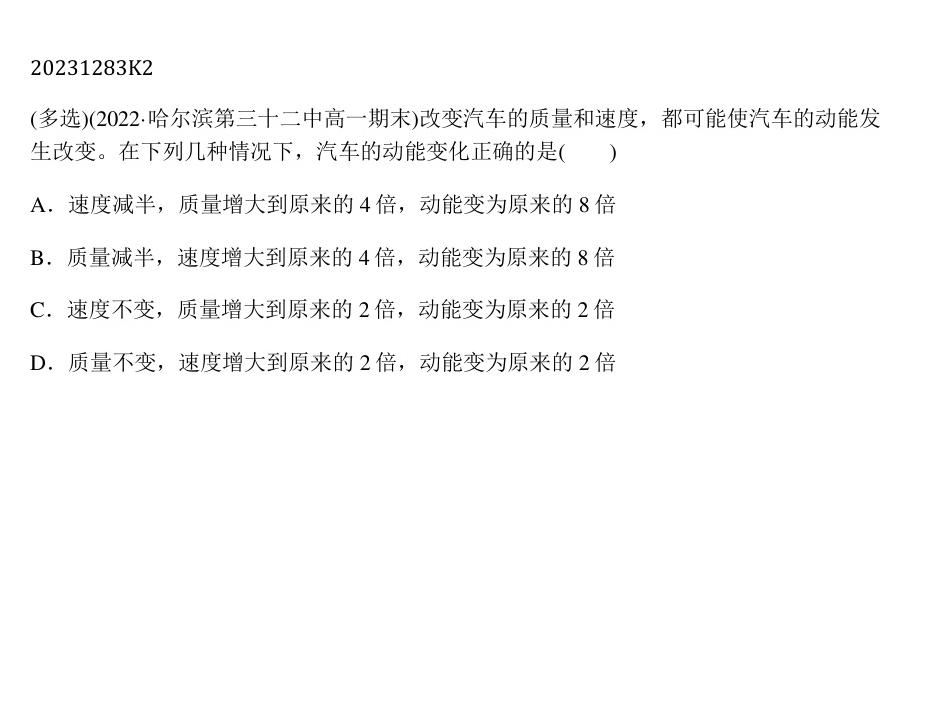 20231283K2
(多选)(2022·哈尔滨第三十二中高一期末)改变汽车的质量和速度，都可能使汽车的动能发
生改变。在下列几种情况下，汽车的动能变化正确的是(　　)
A．速度减半，质量增大到原来的 4 倍，动能变为原来的 8 倍
B．质量减半，速度增大到原来的 4 倍，动能变为原来的 8 倍
C．速度不变，质量增大到原来的 2 倍，动能变为原来的 2 倍
D．质量不变，速度增大到原来的 2 倍，动能变为原来的 2 倍